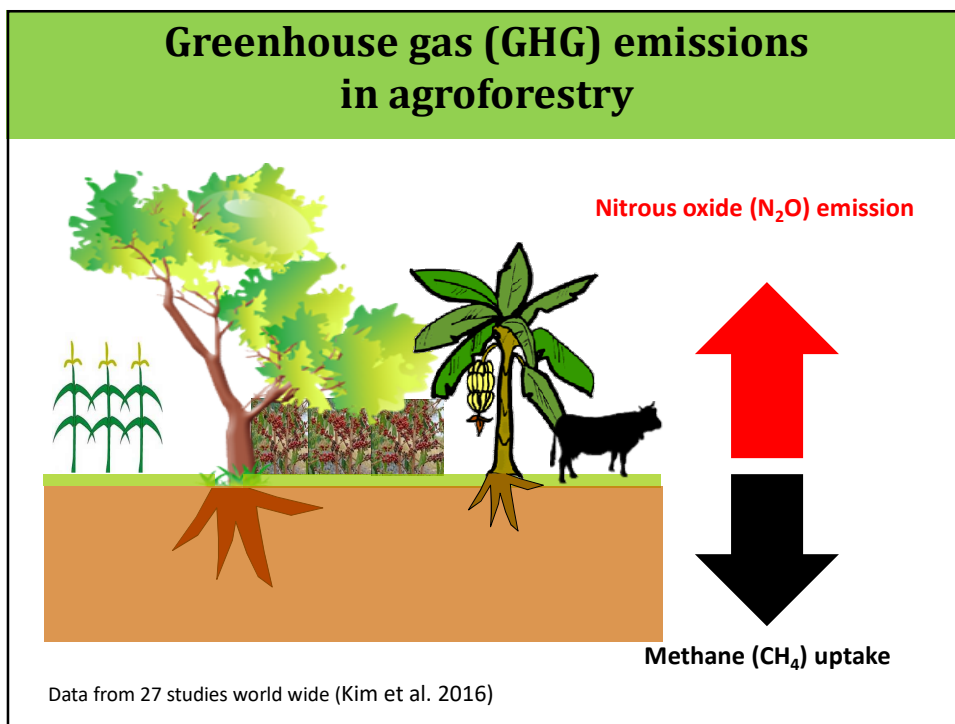 Greenhouse gas (GHG) emissions
in agroforestry
Nitrous oxide (N₂O) emission
Methane (CH₄) uptake
Data from 27 studies world wide (Kim et al. 2016)